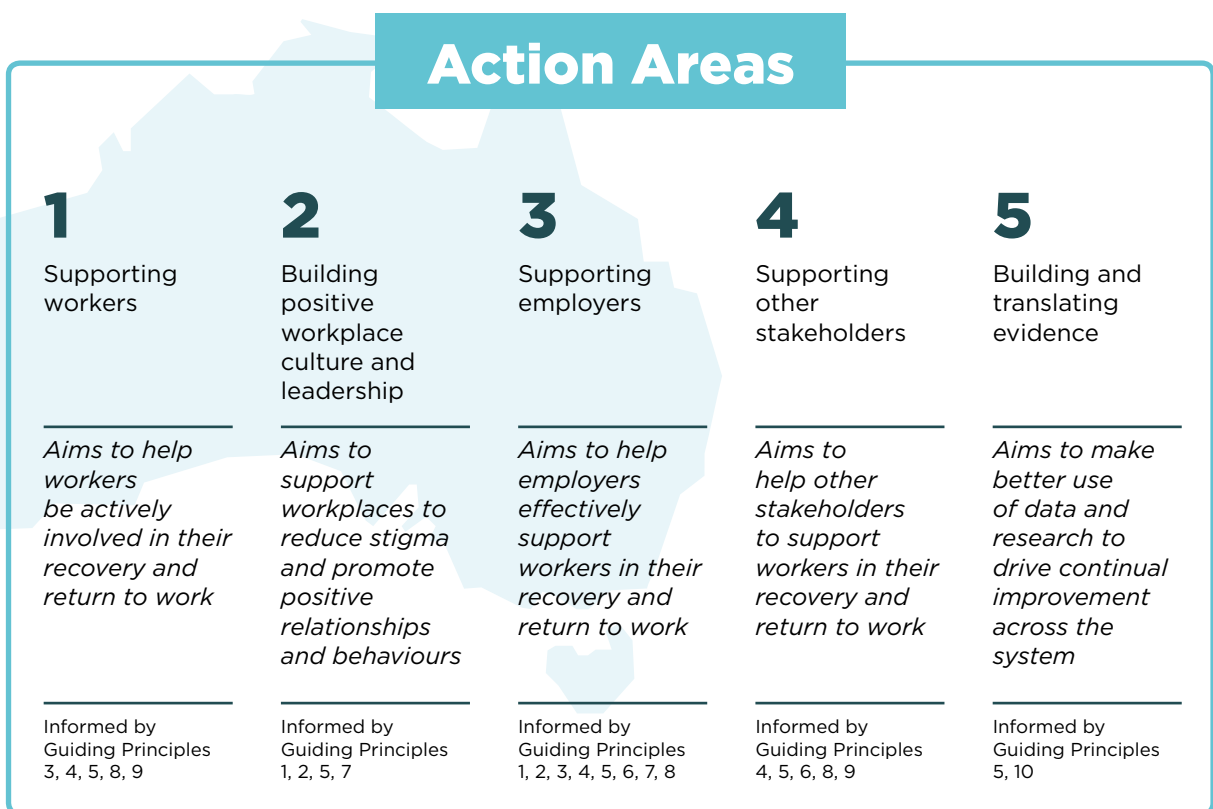 Action Areas
1
Supporting
workers
Aims to help
workers
be actively
involved in their
recovery and
return to work
Informed by
Guiding Principles
3, 4, 5, 8, 9
2
Building
positive
workplace
culture and
leadership
Aims to
support
workplaces to
reduce stigma
and promote
positive
relationships
and behaviours
Informed by
Guiding Principles
1, 2, 5, 7
3
Supporting
employers
Aims to help
employers
effectively
support
workers in their
recovery and
return to work
Informed by
Guiding Principles
1, 2, 3, 4, 5, 6, 7, 8
4
Supporting
other
stakeholders
Aims to
help other
stakeholders
to support
workers in their
recovery and
return to work
Informed by
Guiding Principles
4, 5, 6, 8, 9
5
Building and
translating
evidence
Aims to make
better use
of data and
research to
drive continual
improvement
across the
system
Informed by
Guiding Principles
5, 10